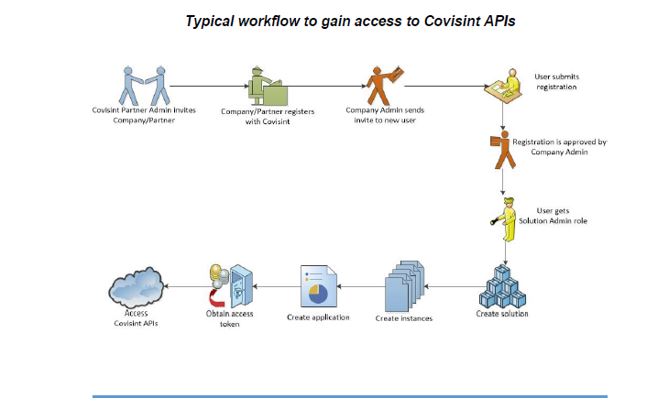 Typical workflow to gain access to Covisint APIs
Covisint Partner Admin invites
Company/Partner
Company/Partner registers
with Covisint
Company Admin sends
invite to new user
User submits
registration
Registration is approved by
Company Admin
User gets
Solution Admin role
Create solution
Create instances
Create application
Obtain access
token
Access
Covisint APIs